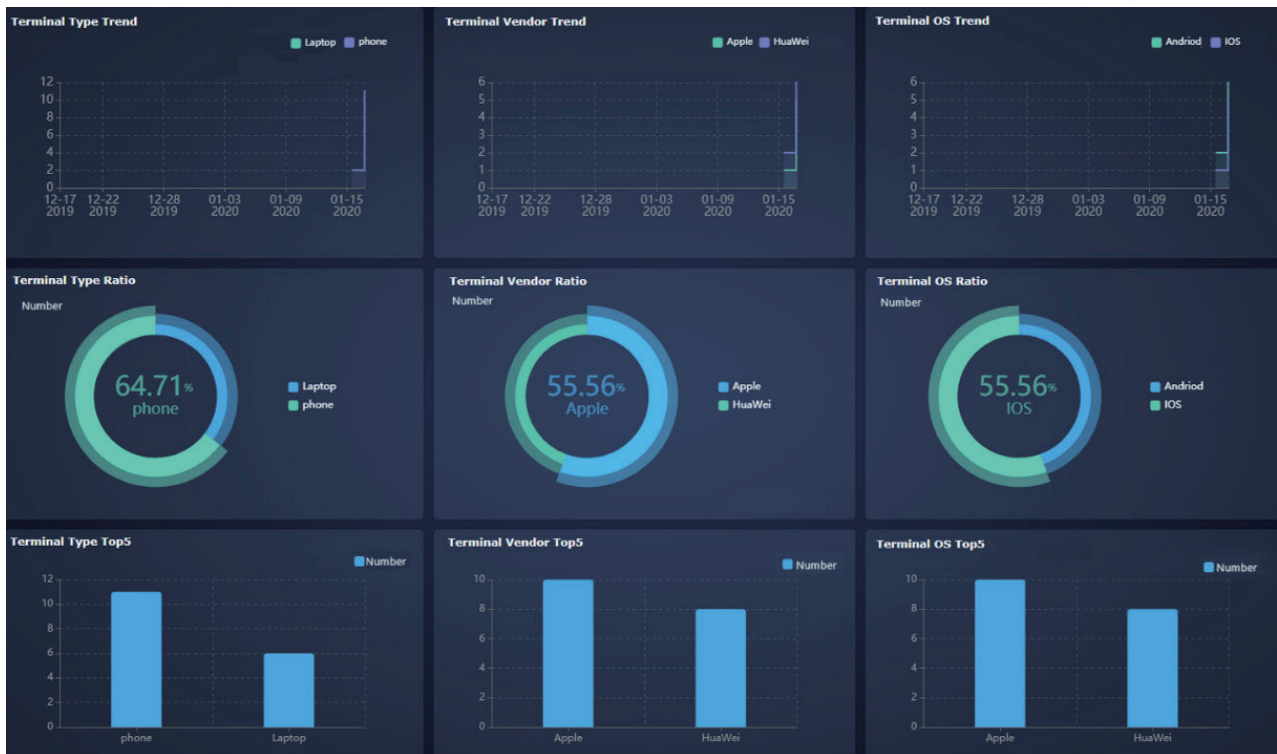 Terminal Type Trend
Laptop phone
12
10
8
6
4
2
0
12-17 12-22 12-28 01-03 01-09 01-15
2019 2019 2019 2020 2020 2020
Terminal Vendor Trend
Apple HuaWei
6
5
4
3
2
1
0
12-17 12-22 12-28 01-03 01-09 01-15
2019 2019 2019 2020 2020 2020
Terminal OS Trend
Andriod IOS
6
5
4
3
2
1
0
12-17 12-22 12-28 01-03 01-09 01-15
2019 2019 2019 2020 2020 2020
Terminal Type Ratio
Number
64.71%
phone
Laptop
phone
Terminal Vendor Ratio
Number
55.56%
Apple
Apple
HuaWei
Terminal OS Ratio
Number
55.56%
IOS
Andriod
IOS
Terminal Type Top5
Number
12
10
8
6
4
2
0
phone Laptop
Terminal Vendor Top5
Number
10
8
6
4
2
0
Apple HuaWei
Terminal OS Top5
Number
10
8
6
4
2
0
Apple HuaWei